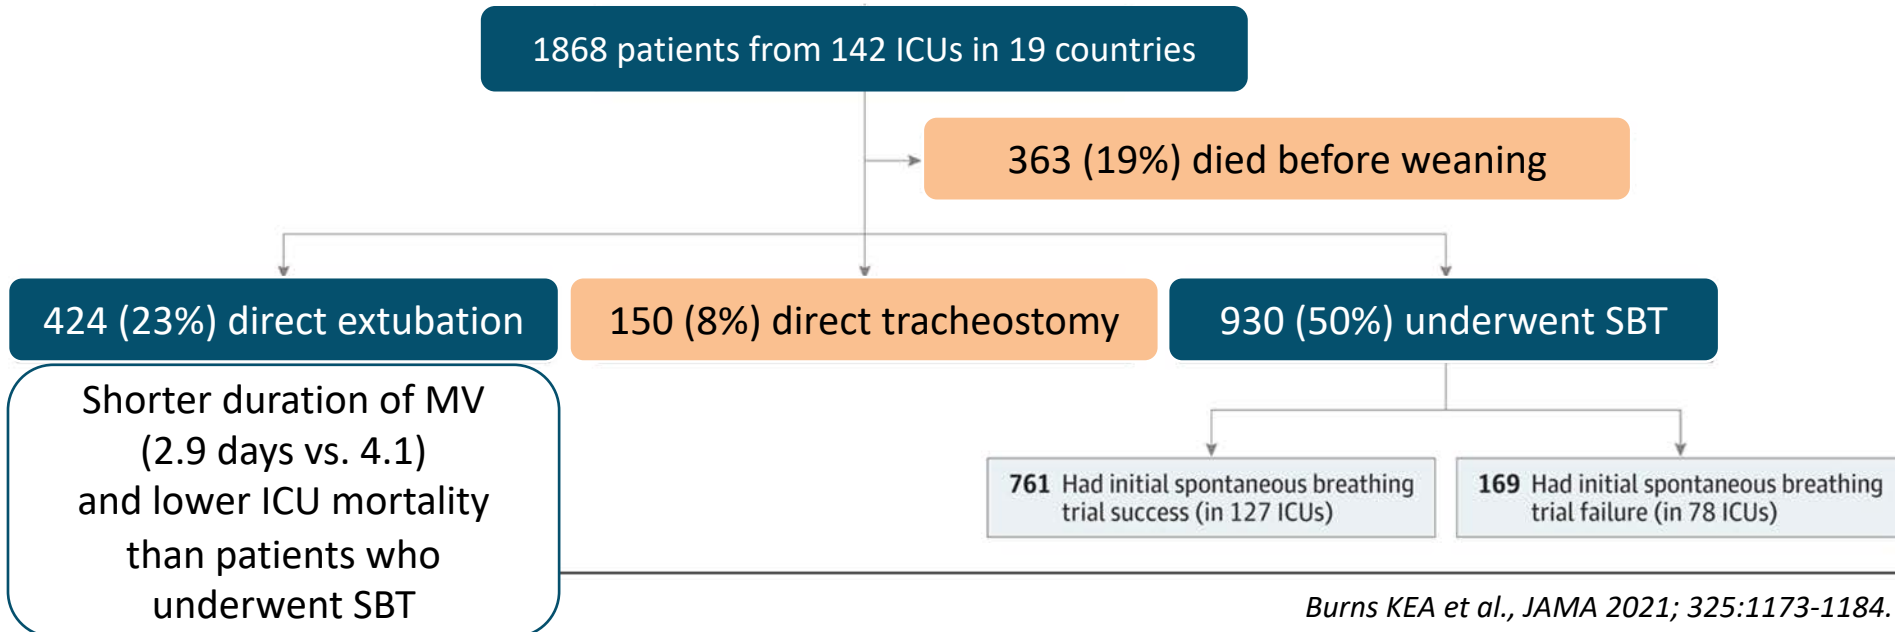 1868 patients from 142 ICUs in 19 countries
363 (19%) died before weaning
424 (23%) direct extubation
150 (8%) direct tracheostomy
930 (50%) underwent SBT
Shorter duration of MV
(2.9 days vs. 4.1)
and lower ICU mortality
than patients who
underwent SBT
761 Had initial spontaneous breathing
trial success (in 127 ICUs)
169 Had initial spontaneous breathing
trial failure (in 78 ICUs)
Burns KEA et al., JAMA 2021; 325:1173-1184.